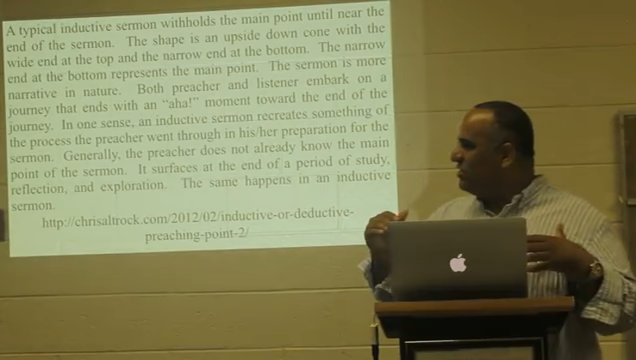 A typical inductive sermon withholds the main point until near the
end of the sermon. The shape is an upside down cone with the
wide end at the top and the narrow end at the bottom. The narrow
end at the bottom represents the main point. The sermon is more
narrative in nature. Both preacher and listener embark on a
journey that ends with an “aha!” moment toward the end of the
journey. In one sense, an inductive sermon recreates something of
the process the preacher went through in his/her preparation for the
sermon. Generally, the preacher does not already know the main
point of the sermon. It surfaces at the end of a period of study,
reflection, and exploration. The same happens in an inductive
sermon.
http://chrisaltrock.com/2012/02/inductive-or-deductive-
preaching-point-2/